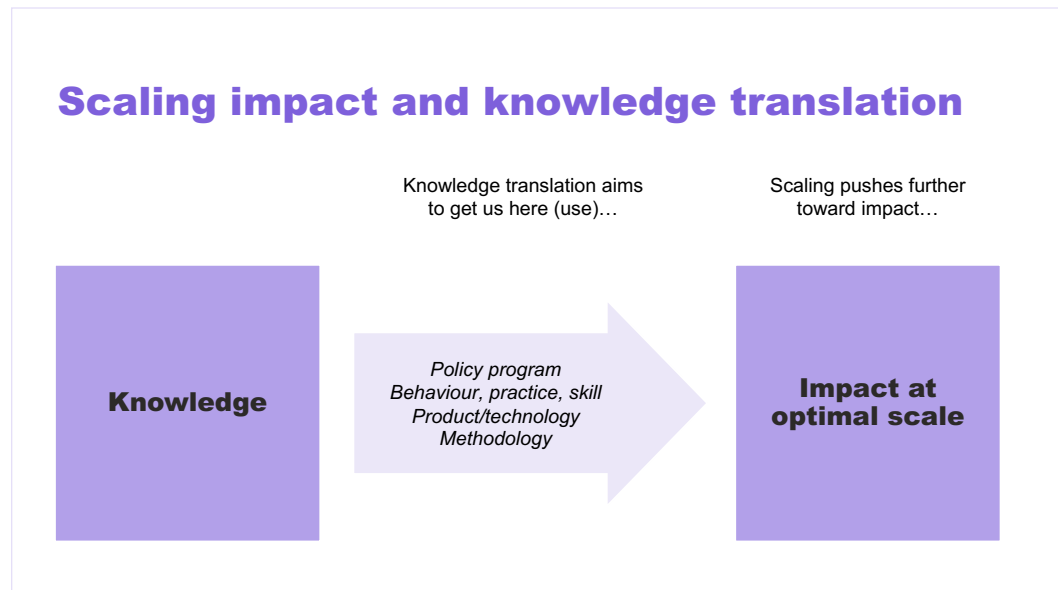 Scaling impact and knowledge translation
Knowledge translation aims
to get us here (use)…
Scaling pushes further
toward impact…
Knowledge
Policy program
Behaviour, practice, skill
Product/technology
Methodology
Impact at
optimal scale